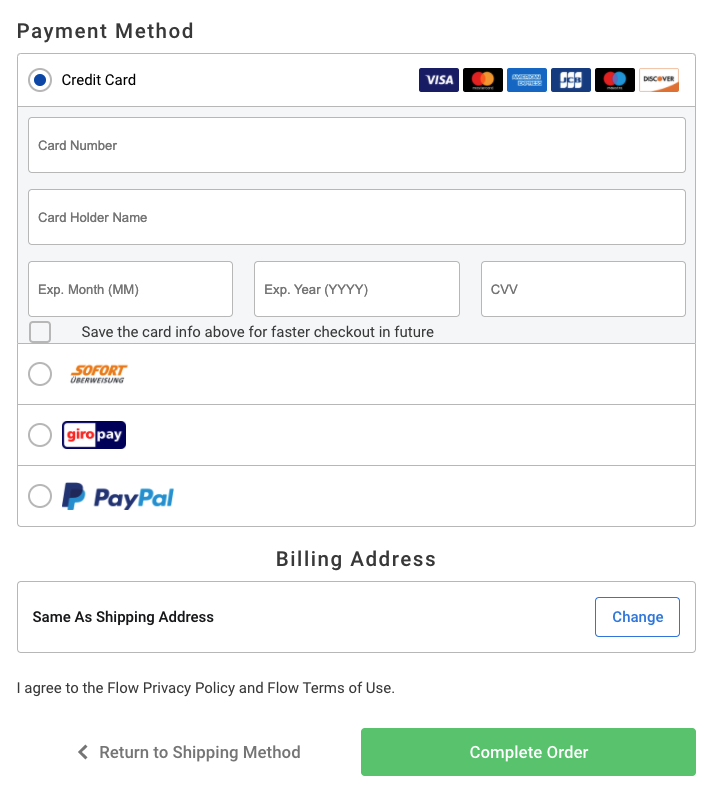 Payment Method
Credit Card VISA mastercard AMERICAN EXPRESS JCB maestro DISCOVER
Card Number
Card Holder Name
Exp. Month (MM) Exp. Year (YYYY) CVV
Save the card info above for faster checkout in future
SOFORT
ÜBERWEISUNG
giropay
PayPal
Billing Address
Same As Shipping Address Change
I agree to the Flow Privacy Policy and Flow Terms of Use.
Return to Shipping Method Complete Order